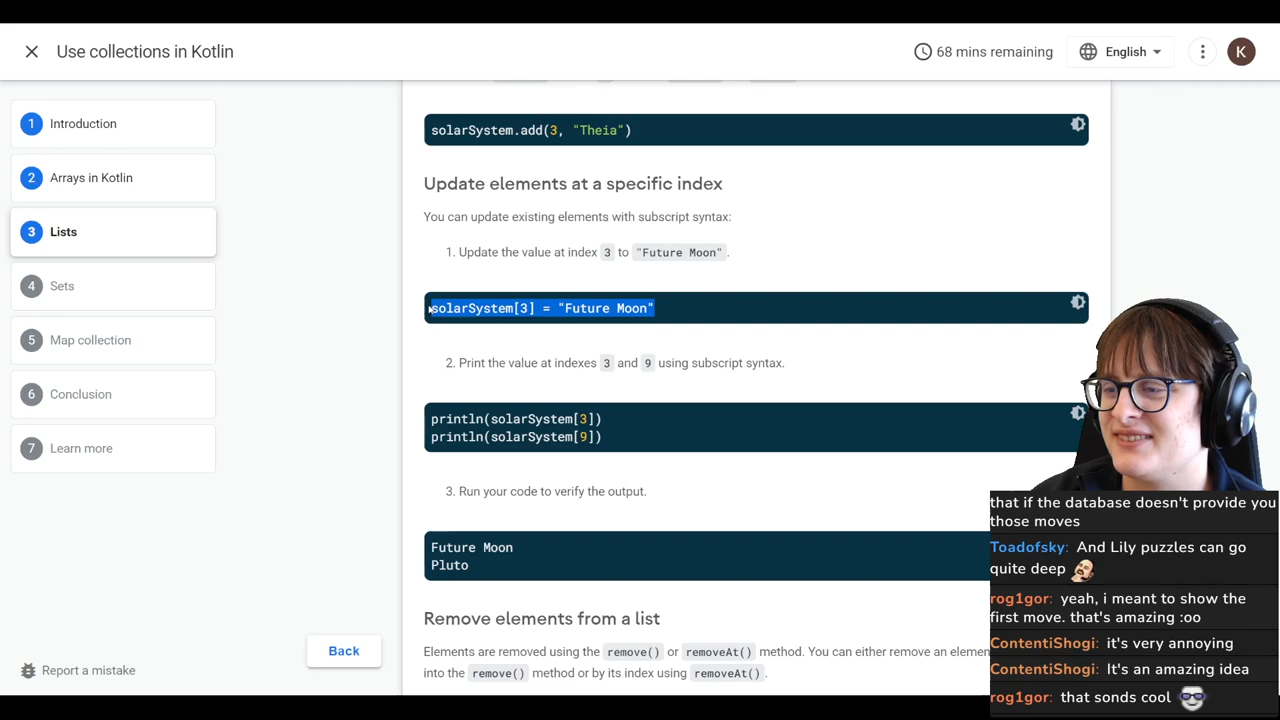 Use collections in Kotlin
68 mins remaining
English
K
1 Introduction
2 Arrays in Kotlin
3 Lists
4 Sets
5 Map collection
6 Conclusion
7 Learn more
Report a mistake
solarSystem.add(3, "Theia")
Update elements at a specific index
You can update existing elements with subscript syntax:
1. Update the value at index 3 to "Future Moon".
solarSystem[3] = "Future Moon"
2. Print the value at indexes 3 and 9 using subscript syntax.
println(solarSystem[3])
println(solarSystem[9])
3. Run your code to verify the output.
Future Moon
Pluto
Remove elements from a list
Elements are removed using the remove() or removeAt() method. You can either remove an elemen
into the remove() method or by its index using removeAt().
Back
that if the database doesn't provide you
those moves
Toadofsky: And Lily puzzles can go
quite deep
rog1gor: yeah, i meant to show the
first move. that's amazing :oo
ContentiShogi: it's very annoying
ContentiShogi: It's an amazing idea
rog1gor: that sonds cool